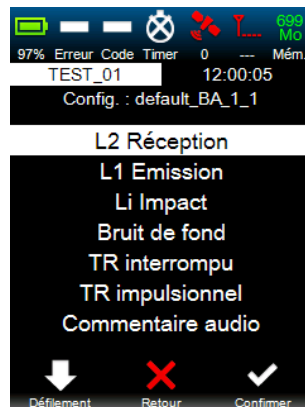 699
Mo
97% Erreur Code Timer 0 --- Mém.
TEST_01 12:00:05
Config. : default_BA_1_1
L2 Réception
L1 Emission
Li Impact
Bruit de fond
TR interrompu
TR impulsionnel
Commentaire audio
Défilement Retour Confirmer